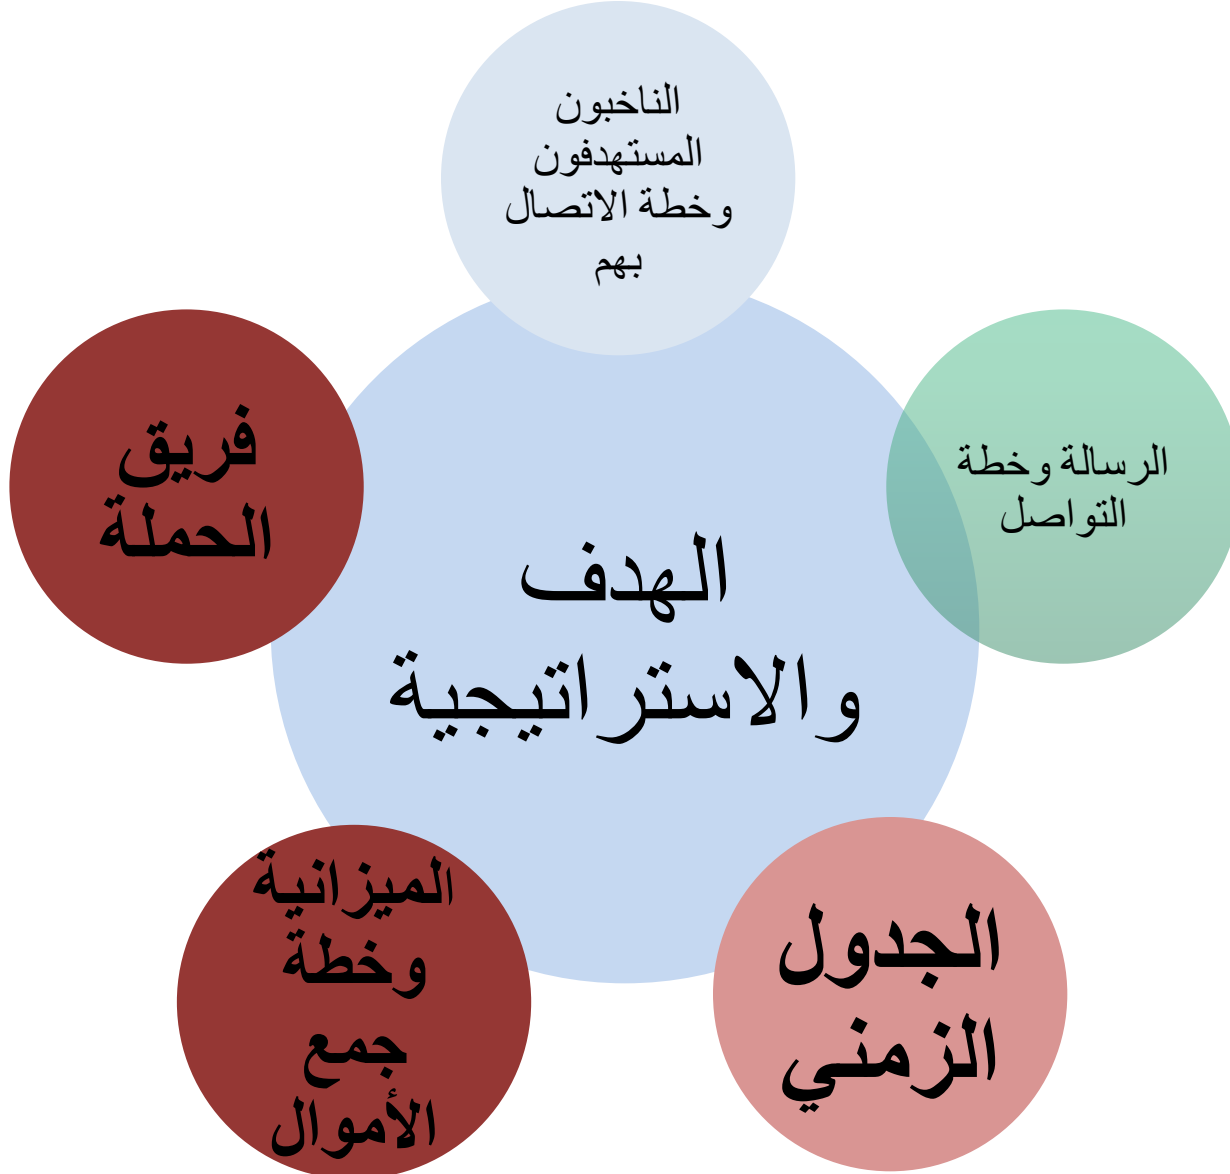 الناخبون
المستهدفون
وخطة الاتصال
بهم
الرسالة وخطة
التواصل
فريق
الحملة
الهدف
والاستراتيجية
الجدول
الزمني
الميزانية
وخطة
جمع
الأموال